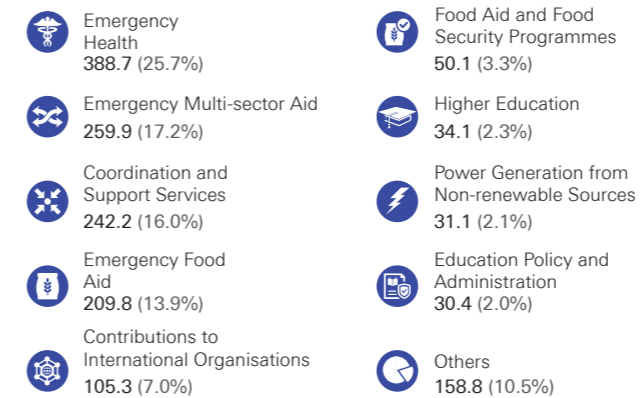 Emergency
Health
388.7 (25.7%)
Emergency Multi-sector Aid
259.9 (17.2%)
Coordination and
Support Services
242.2 (16.0%)
Emergency Food
Aid
209.8 (13.9%)
Contributions to
International Organisations
105.3 (7.0%)
Food Aid and Food
Security Programmes
50.1 (3.3%)
Higher Education
34.1 (2.3%)
Power Generation from
Non-renewable Sources
31.1 (2.1%)
Education Policy and
Administration
30.4 (2.0%)
Others
158.8 (10.5%)